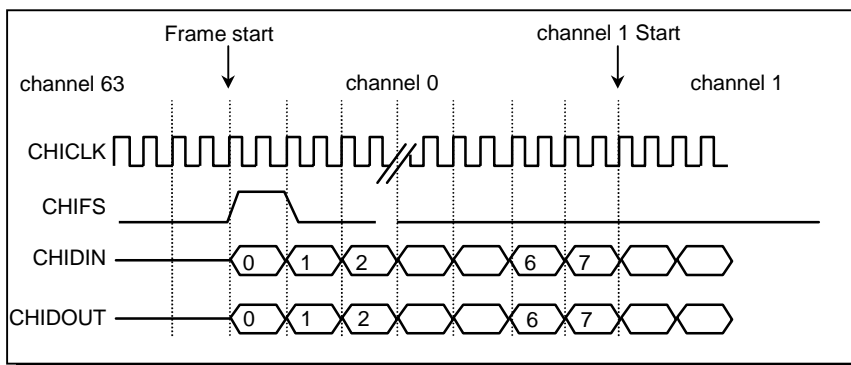 Frame start channel 1 Start
channel 63 channel 0 channel 1
CHICLK
CHIFS
CHIDIN 0 1 2 6 7
CHIDOUT 0 1 2 6 7